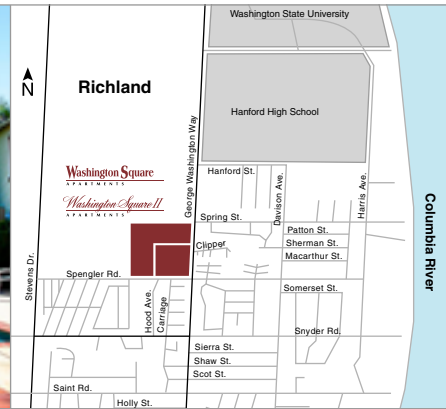 Washington State University
N
Richland
Hanford High School
Washington Square
APARTMENTS
Washington Square II
APARTMENTS
George Washington Way
Hanford St.
Davison Ave.
Harris Ave.
Columbia River
Spring St.
Patton St.
Clipper
Sherman St.
Macarthur St.
Stevens Dr.
Spengler Rd.
Hood Ave.
Carriage
Somerset St.
Snyder Rd.
Sierra St.
Shaw St.
Scot St.
Saint Rd.
Holly St.